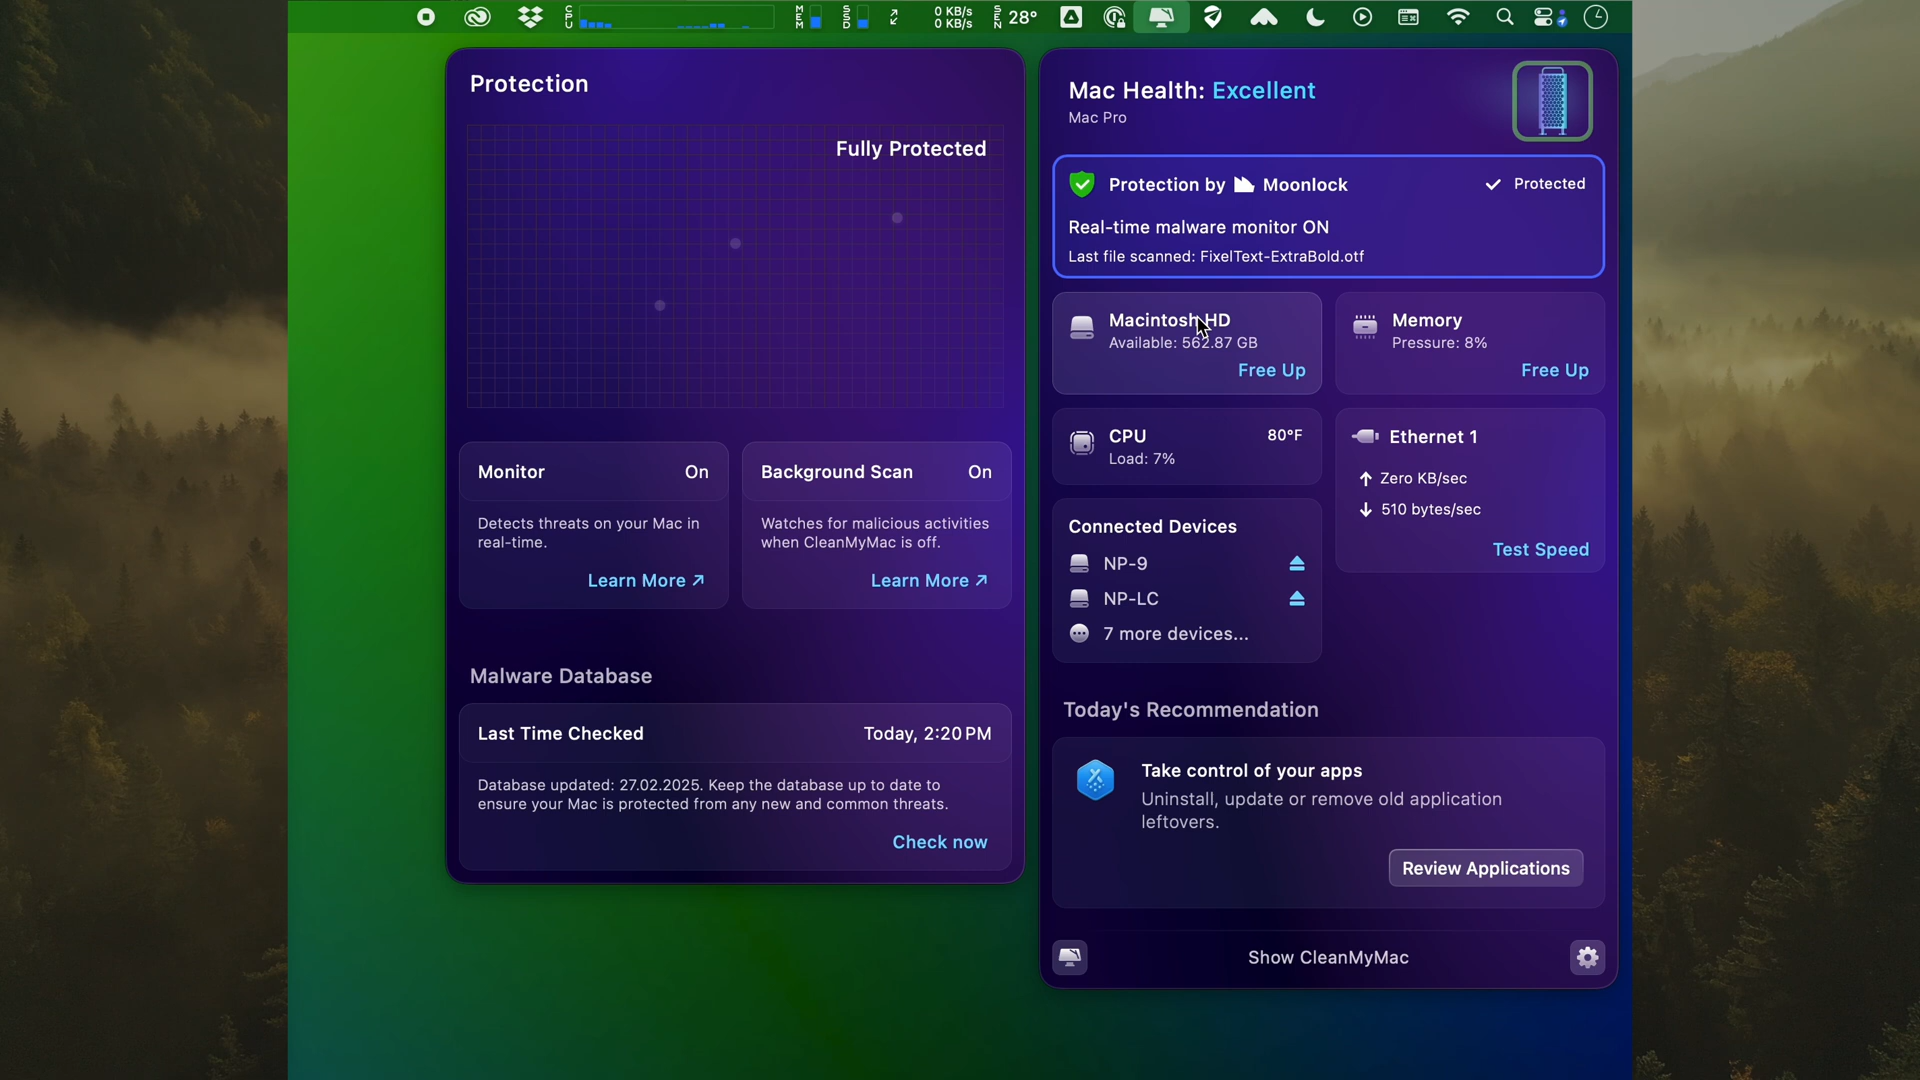 CPU
MEM
SSD
0 KB/s
0 KB/s
SEN
28°
Protection
Fully Protected
Monitor
On
Detects threats on your Mac in
real-time.
Learn More ↗
Background Scan
On
Watches for malicious activities
when CleanMyMac is off.
Learn More ↗
Malware Database
Last Time Checked
Today, 2:20 PM
Database updated: 27.02.2025. Keep the database up to date to
ensure your Mac is protected from any new and common threats.
Check now
Mac Health: Excellent
Mac Pro
Protection by Moonlock
Protected
Real-time malware monitor ON
Last file scanned: FixelText-ExtraBold.otf
Macintosh HD
Available: 562.87 GB
Free Up
Memory
Pressure: 8%
Free Up
CPU
80°F
Load: 7%
Ethernet 1
↑ Zero KB/sec
↓ 510 bytes/sec
Test Speed
Connected Devices
NP-9
NP-LC
7 more devices...
Today's Recommendation
Take control of your apps
Uninstall, update or remove old application
leftovers.
Review Applications
Show CleanMyMac